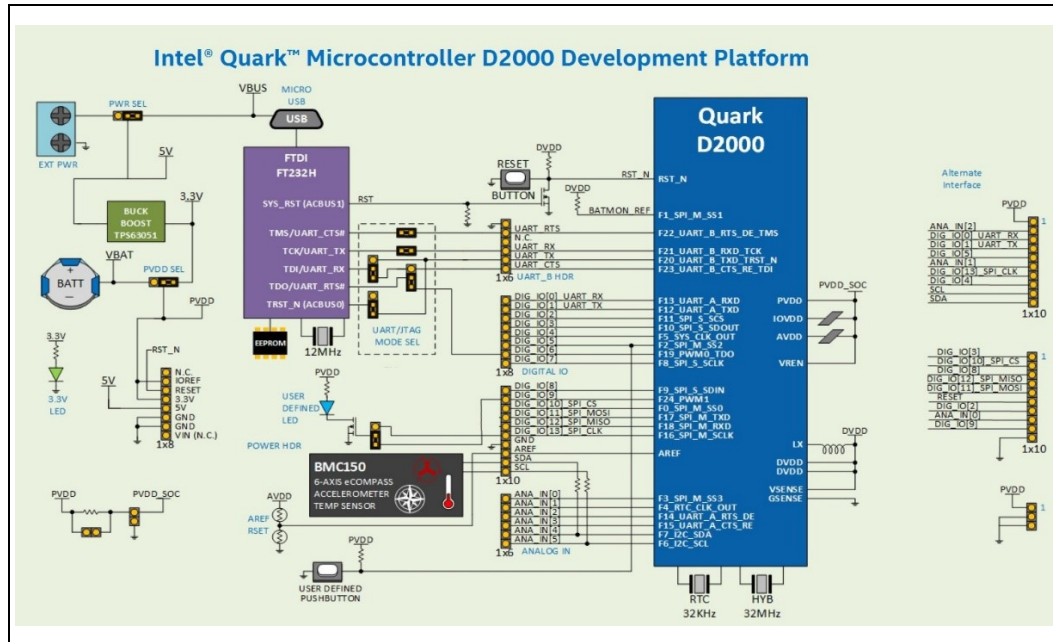 Intel® Quark™ Microcontroller D2000 Development Platform
PWR SEL
VBUS
MICRO
USB
USB
EXT PWR
5V
3.3V
BUCK
BOOST
TPS63051
VBAT
PVDD SEL
BATT
PVDD
3.3V
3.3V
LED
RST_N
5V
N.C.
IOREF
RESET
3.3V
5V
GND
GND
VIN (N.C.)
1x8
POWER HDR
PVDD
PVDD_SOC
FTDI
FT232H
SYS_RST (ACBUS1)
TMS/UART_CTS#
TCK/UART_TX
TDI/UART_RX
TDO/UART_RTS#
TRST_N (ACBUS0)
EEPROM
12MHz
RST
UART/JTAG
MODE SEL
RESET
BUTTON
DVDD
RST_N
DVDD
BATMON_REF
UART_RTS
N.C.
UART_RX
UART_TX
UART_CTS
1x6
UART_B HDR
DIG_IO[0]_UART_RX
DIG_IO[1]_UART_TX
DIG_IO[2]
DIG_IO[3]
DIG_IO[4]
DIG_IO[5]
DIG_IO[6]
DIG_IO[7]
1x8
DIGITAL IO
PVDD
USER
DEFINED
LED
DIG_IO[8]
DIG_IO[9]
DIG_IO[10]_SPI_CS
DIG_IO[11]_SPI_MOSI
DIG_IO[12]_SPI_MISO
DIG_IO[13]_SPI_CLK
GND
AREF
SDA
SCL
1x10
BMC150
6-AXIS eCOMPASS
ACCELEROMETER
TEMP SENSOR
AVDD
AREF
RSET
ANA_IN[0]
ANA_IN[1]
ANA_IN[2]
ANA_IN[3]
ANA_IN[4]
ANA_IN[5]
1x6
ANALOG IN
PVDD
USER DEFINED
PUSHBUTTON
Quark
D2000
RST_N
F1_SPI_M_SS1
F22_UART_B_RTS_DE_TMS
F21_UART_B_RXD_TCK
F20_UART_B_TXD_TRST_N
F23_UART_B_CTS_RE_TDI
F13_UART_A_RXD
F12_UART_A_TXD
F11_SPI_S_SCS
F10_SPI_S_SDOUT
F5_SYS_CLK_OUT
F2_SPI_M_SS2
F19_PWM0_TDO
F8_SPI_S_SCLK
F9_SPI_S_SDIN
F24_PWM1
F0_SPI_M_SS0
F17_SPI_M_TXD
F18_SPI_M_RXD
F16_SPI_M_SCLK
AREF
F3_SPI_M_SS3
F4_RTC_CLK_OUT
F14_UART_A_RTS_DE
F15_UART_A_CTS_RE
F7_I2C_SDA
F6_I2C_SCL
PVDD
IOVDD
AVDD
VREN
LX
DVDD
DVDD
VSENSE
GSENSE
PVDD_SOC
DVDD
RTC
32KHz
HYB
32MHz
Alternate
Interface
PVDD
1
ANA_IN[2]
DIG_IO[0]_UART_RX
DIG_IO[1]_UART_TX
DIG_IO[5]
ANA_IN[1]
DIG_IO[13]_SPI_CLK
DIG_IO[4]
SCL
SDA
1x10
1
DIG_IO[3]
DIG_IO[10]_SPI_CS
DIG_IO[8]
DIG_IO[12]_SPI_MISO
DIG_IO[11]_SPI_MOSI
RESET
DIG_IO[2]
ANA_IN[0]
DIG_IO[9]
1x10
PVDD
1